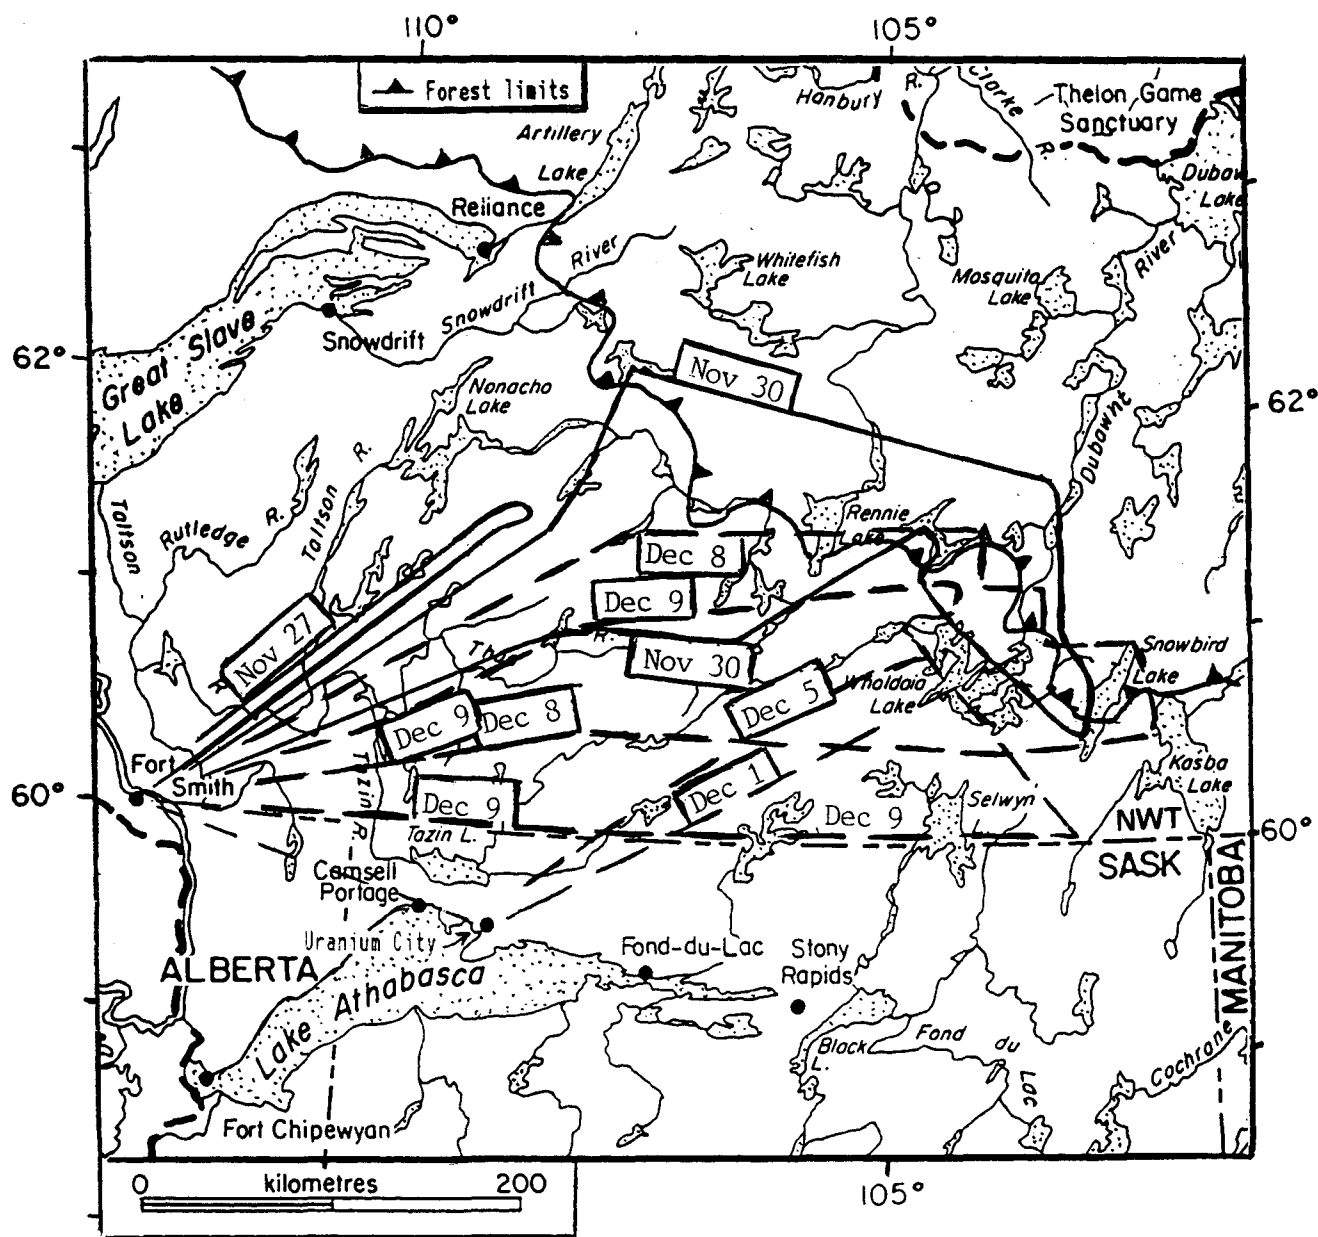 110° 105°
Forest limits
Hanbury R.
Clarke R.
Thelon Game
Sanctuary
Artillery
Lake
Dubaw
Lake
Reliance
River
Whitefish
Lake
Mosquito
Lake
River
Snowdrift
Snowdrift
Great Slave
Lake
62°
Nov 30
62°
Nonacho
Lake
Dubawnt
Taltson
Rutledge R.
Taltson R.
Rennie
Lake
Dec 8
Dec 9
Nov 27
R.
R.
Nov 30
Snowbird
Lake
Wholdaia
Lake
Dec 5
Dec 9
Dec 8
Fort
Smith
Kasba
Lake
60°
Dec 1
Dec 9
Tazin R.
Selwyn
Dec 9
NWT
60°
Tazin L.
SASK
MANITOBA
Camsell
Portage
Uranium City
Fond-du-Lac
Stony
Rapids
ALBERTA
Lake Athabasca
Black
L.
Fond du Lac
Cochrane
Fort Chipewyan
0 kilometres 200
105°